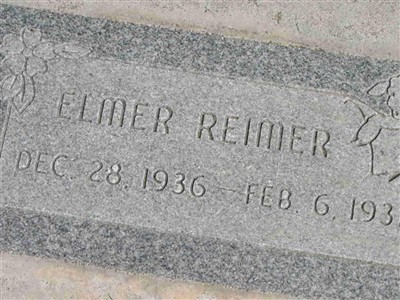 ELMER REIMER
DEC. 28. 1936 — FEB. 6, 193